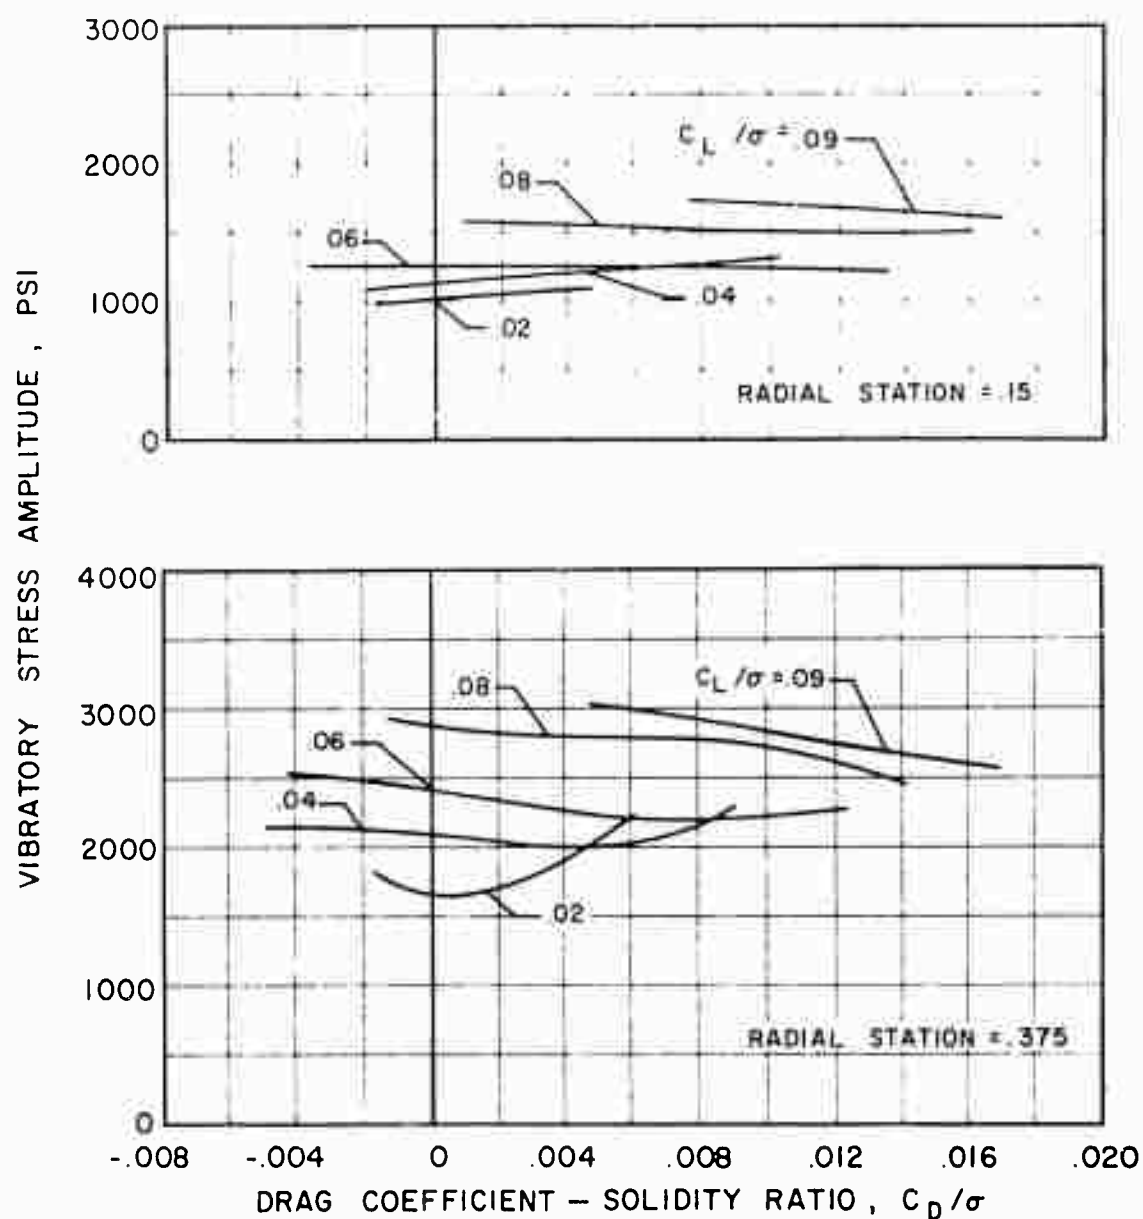 3000
2000
1000
0
C_L /σ = .09
.08
.06
.04
.02
RADIAL STATION = .15
VIBRATORY STRESS AMPLITUDE, PSI
4000
3000
2000
1000
0
C_L /σ = .09
.08
.06
.04
.02
RADIAL STATION = .375
-.008 -.004 0 .004 .008 .012 .016 .020
DRAG COEFFICIENT – SOLIDITY RATIO, C_D/σ